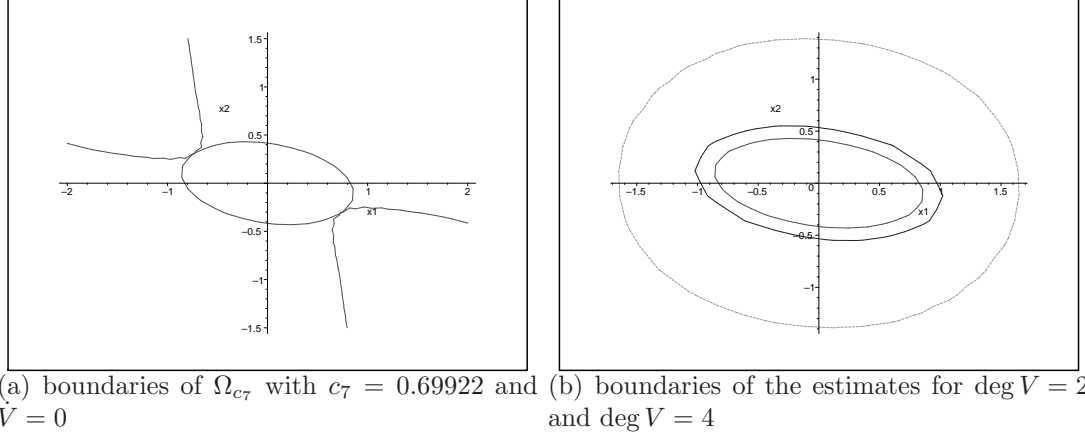 1.5
1
x2
0.5
−2
−1
1
2
x1
−0.5
−1
−1.5
1
x2
0.5
−1.5
−1
−0.5
0
0.5
1.5
x1
−0.5
−1
(a) boundaries of Ω_{c_7} with c_7 = 0.69922 and
V̇ = 0
(b) boundaries of the estimates for deg V = 2
and deg V = 4